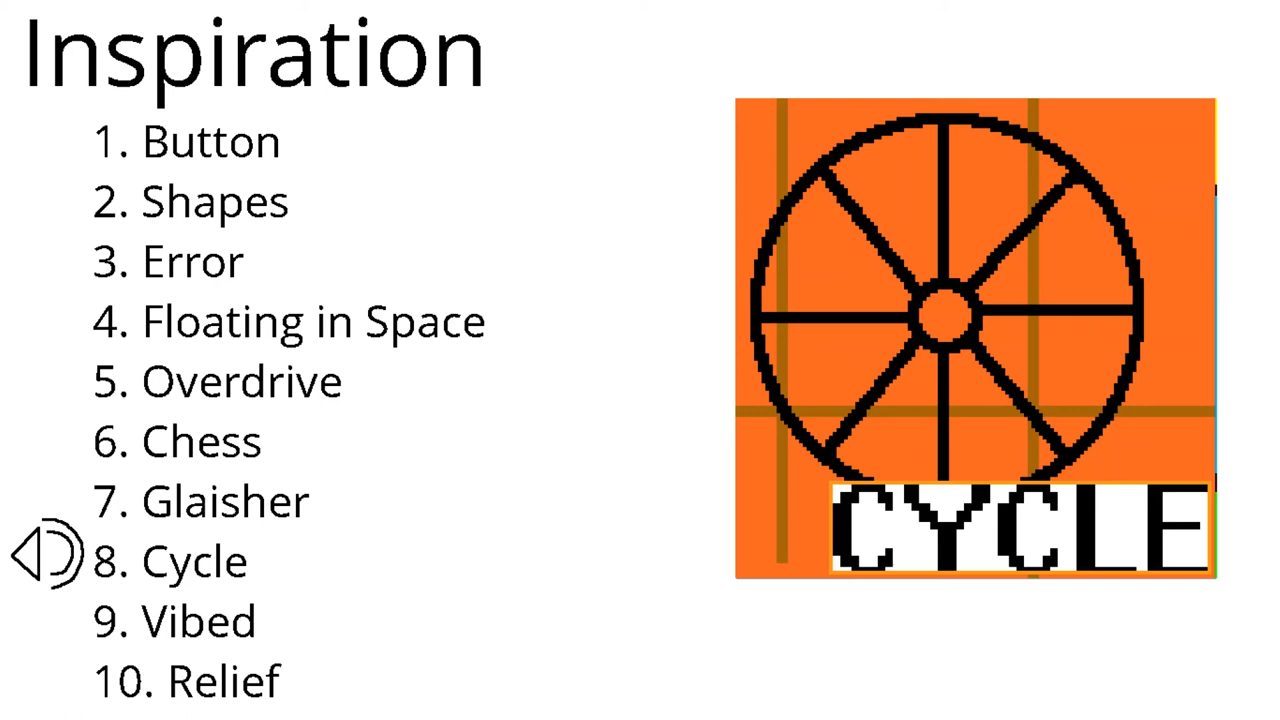 Inspiration
1. Button
2. Shapes
3. Error
4. Floating in Space
5. Overdrive
6. Chess
7. Glaisher
8. Cycle
9. Vibed
10. Relief
CYCLE